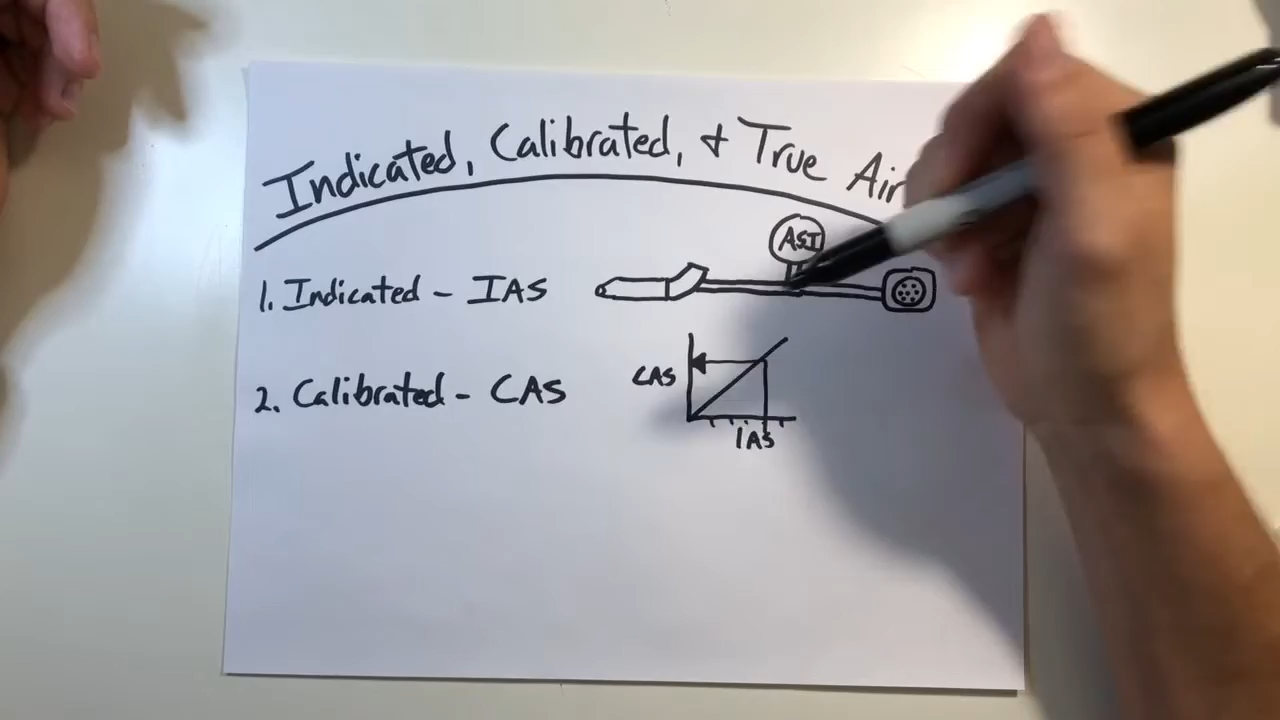 Indicated, Calibrated, + True Air
ASI
1. Indicated - IAS
2. Calibrated - CAS
CAS
IAS